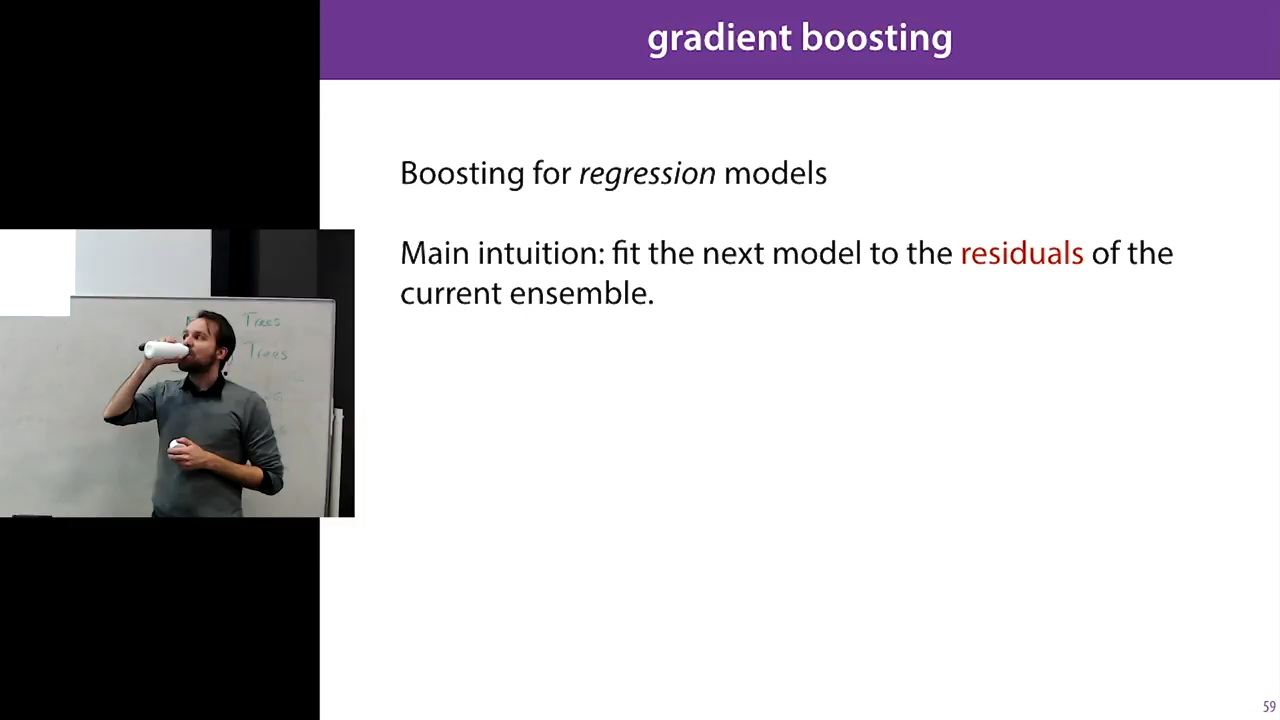 gradient boosting
Boosting for regression models
Main intuition: fit the next model to the residuals of the
current ensemble.
Trees
Trees
59